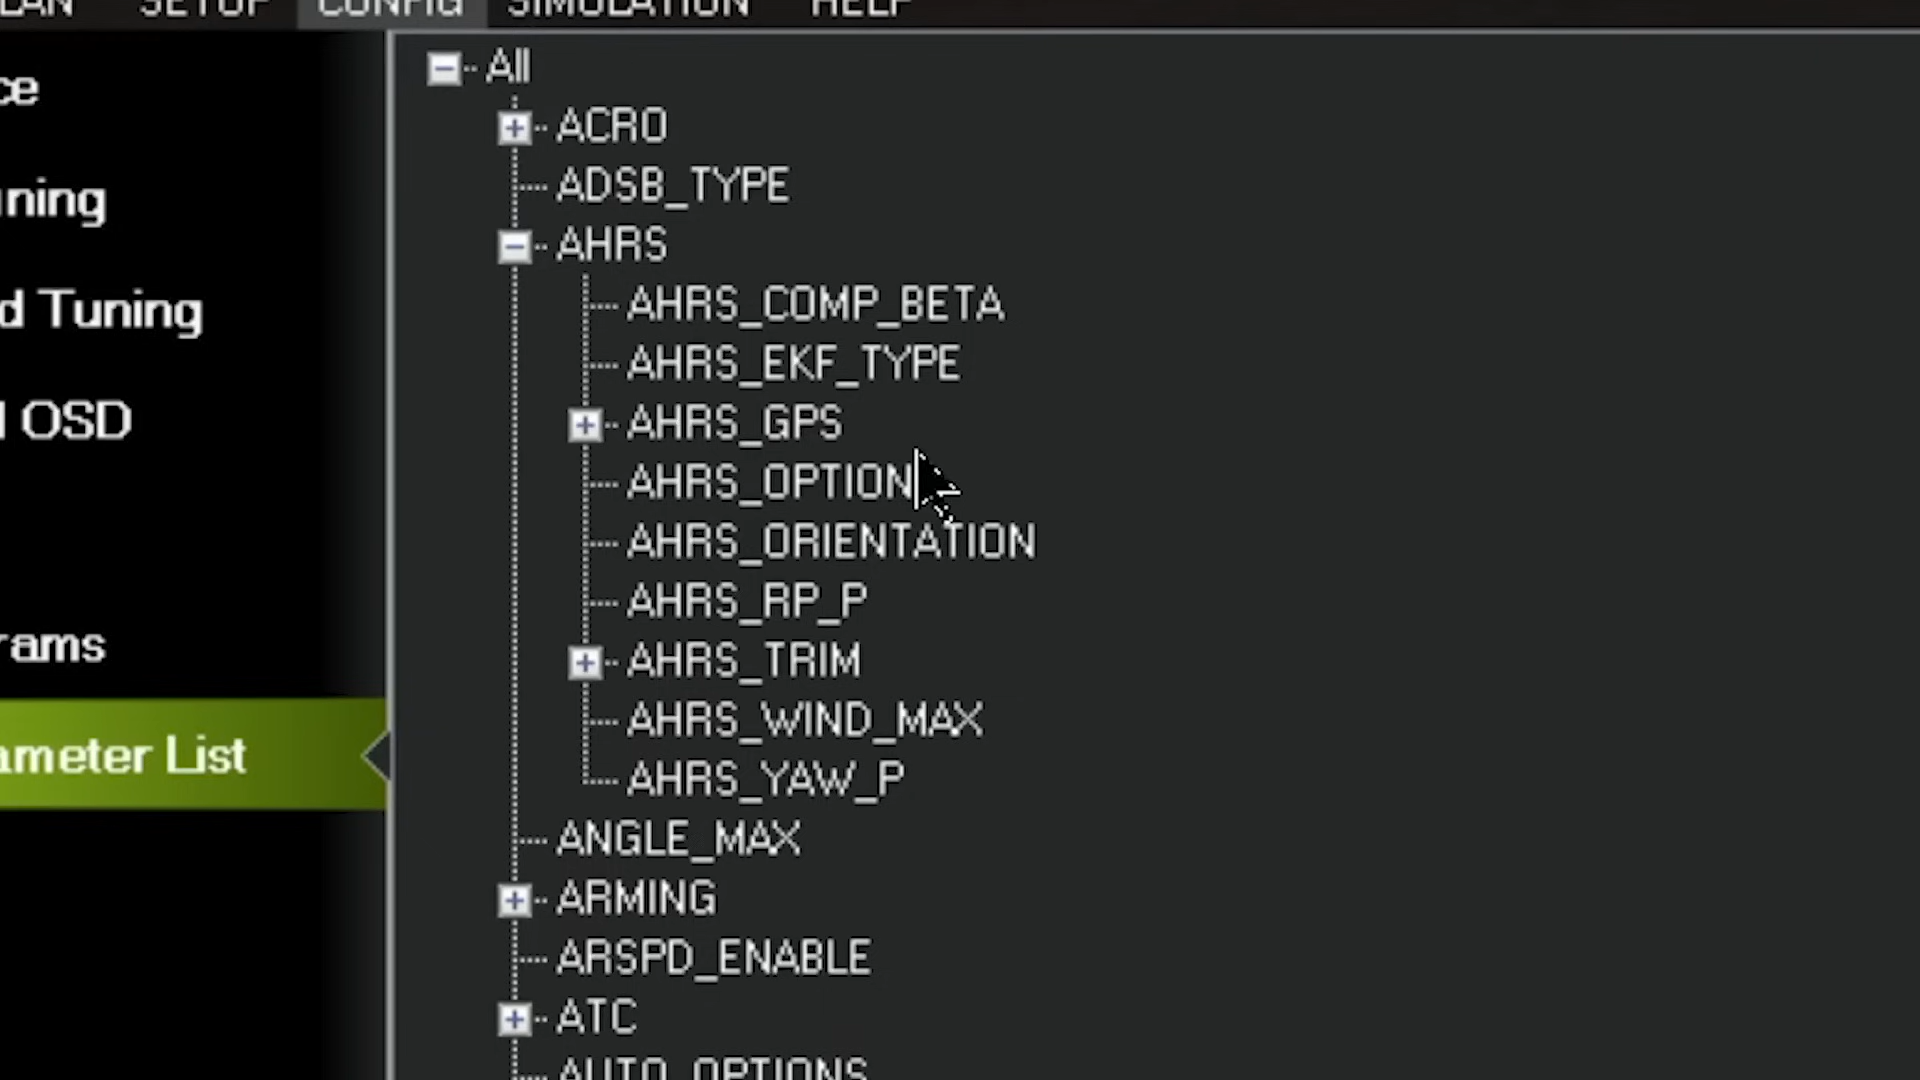 LAN SETUP CONFIG SIMULATION HELP
ce
ning
d Tuning
OSD
rams
ameter List
All
ACRO
ADSB_TYPE
AHRS
AHRS_COMP_BETA
AHRS_EKF_TYPE
AHRS_GPS
AHRS_OPTION
AHRS_ORIENTATION
AHRS_RP_P
AHRS_TRIM
AHRS_WIND_MAX
AHRS_YAW_P
ANGLE_MAX
ARMING
ARSPD_ENABLE
ATC
AUTO_OPTIONS